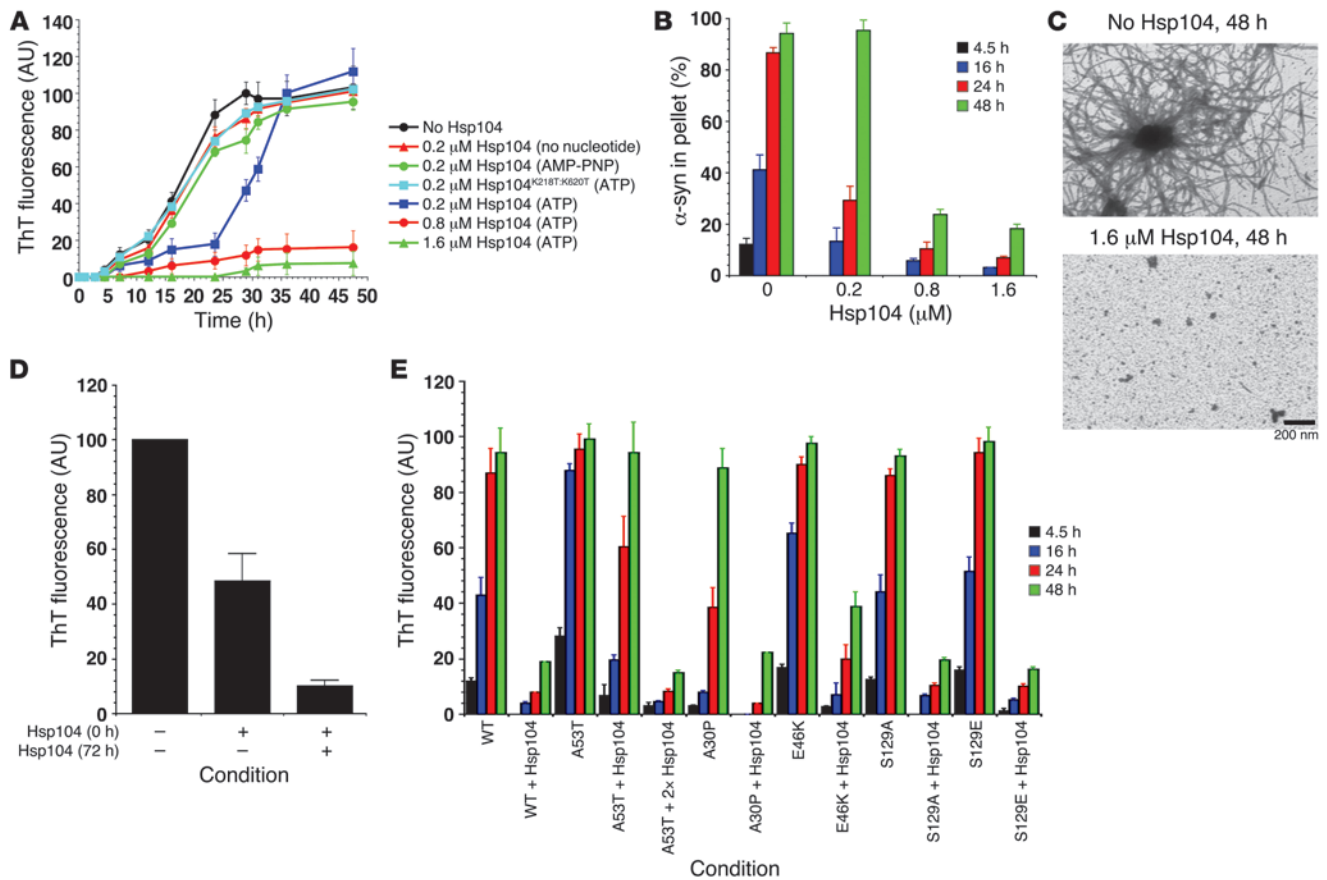 A
ThT fluorescence (AU)
140
120
100
80
60
40
20
0
0 5 10 15 20 25 30 35 40 45 50
Time (h)
No Hsp104
0.2 μM Hsp104 (no nucleotide)
0.2 μM Hsp104 (AMP-PNP)
0.2 μM Hsp104K218T:K620T (ATP)
0.2 μM Hsp104 (ATP)
0.8 μM Hsp104 (ATP)
1.6 μM Hsp104 (ATP)
B
α-syn in pellet (%)
100
80
60
40
20
0
0 0.2 0.8 1.6
Hsp104 (μM)
4.5 h
16 h
24 h
48 h
C
No Hsp104, 48 h
1.6 μM Hsp104, 48 h
200 nm
D
ThT fluorescence (AU)
120
100
80
60
40
20
0
Hsp104 (0 h) – + +
Hsp104 (72 h) – – +
Condition
E
ThT fluorescence (AU)
120
100
80
60
40
20
0
WT
WT + Hsp104
A53T
A53T + Hsp104
A53T + 2× Hsp104
A30P
A30P + Hsp104
E46K
E46K + Hsp104
S129A
S129A + Hsp104
S129E
S129E + Hsp104
Condition
4.5 h
16 h
24 h
48 h